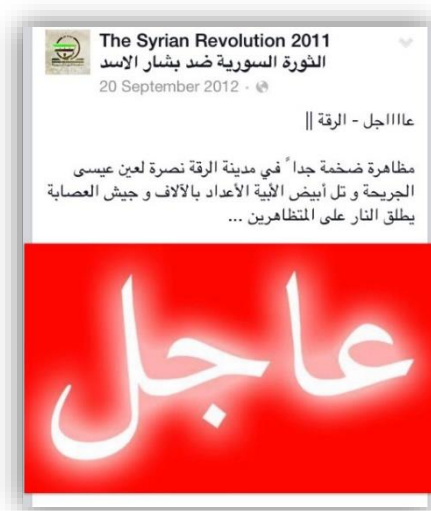 The Syrian Revolution 2011
الثورة السورية ضد بشار الاسد
20 September 2012 ·
عااااجل - الرقة ||
مظاهرة ضخمة جدا ً في مدينة الرقة نصرة لعين عيسى
الجريحة و تل أبيض الأبية الأعداد بالآلاف و جيش العصابة
يطلق النار على المتظاهرين ...
عاجل